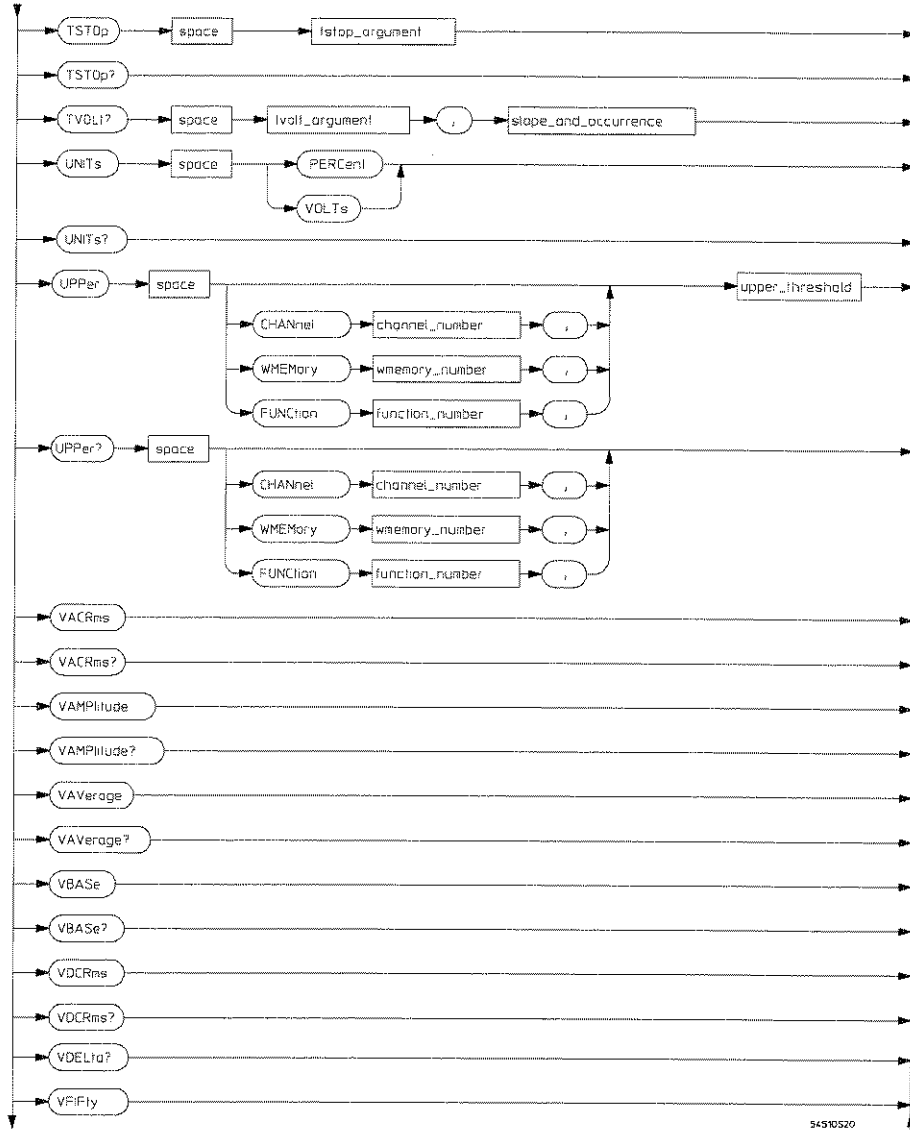 TSTOp space tstop_argument
TSTOp?
TVOLt? space tvolt_argument , slope_and_occurrence
UNITs space PERCent
VOLTs
UNITs?
UPPer space upper_threshold
CHANnel channel_number ,
WMEMory wmemory_number ,
FUNCtion function_number ,
UPPer? space
CHANnel channel_number ,
WMEMory wmemory_number ,
FUNCtion function_number ,
VACRms
VACRms?
VAMPlitude
VAMPlitude?
VAVerage
VAVerage?
VBASe
VBASe?
VDCRms
VDCRms?
VDELta?
VFIFty
54510S20